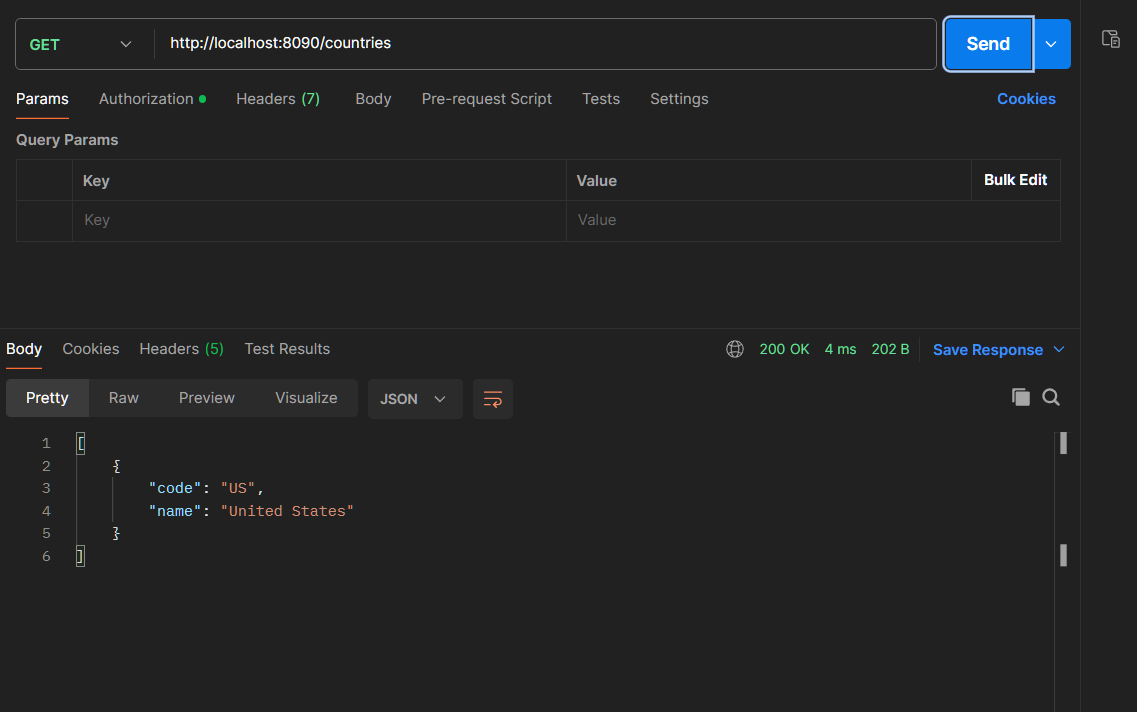 GET http://localhost:8090/countries Send
Params Authorization Headers (7) Body Pre-request Script Tests Settings Cookies
Query Params
Key Value Bulk Edit
Key Value
Body Cookies Headers (5) Test Results 200 OK 4 ms 202 B Save Response
Pretty Raw Preview Visualize JSON
1 [
2 {
3 "code": "US",
4 "name": "United States"
5 }
6 ]